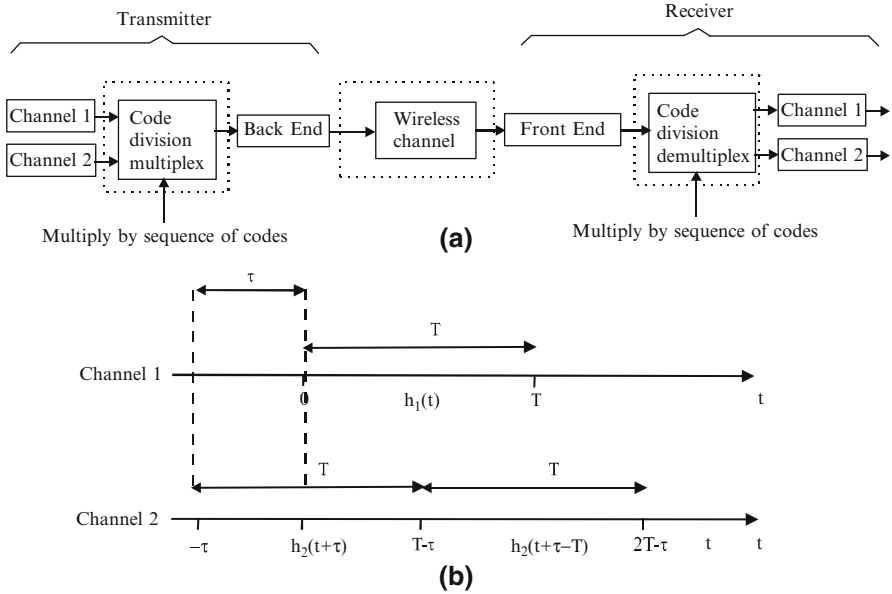 Transmitter
Receiver
Channel 1
Channel 2
Code
division
multiplex
Back End
Wireless
channel
Front End
Code
division
demultiplex
Channel 1
Channel 2
Multiply by sequence of codes
(a)
Multiply by sequence of codes
τ
T
Channel 1
0
h₁(t)
T
t
T
T
Channel 2
−τ
h₂(t+τ)
T-τ
h₂(t+τ−T)
2T-τ
t
t
(b)